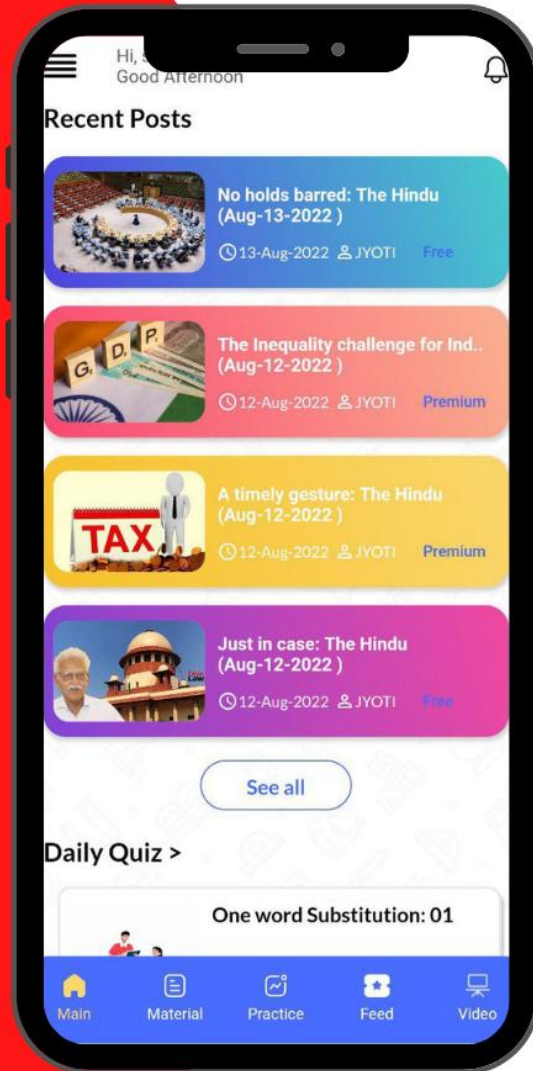 Hi,
Good Afternoon
Recent Posts
No holds barred: The Hindu
(Aug-13-2022 )
13-Aug-2022 JYOTI Free
G D P
The Inequality challenge for Ind..
(Aug-12-2022 )
12-Aug-2022 JYOTI Premium
TAX
A timely gesture: The Hindu
(Aug-12-2022 )
12-Aug-2022 JYOTI Premium
Just in case: The Hindu
(Aug-12-2022 )
12-Aug-2022 JYOTI Free
See all
Daily Quiz >
One word Substitution: 01
Main Material Practice Feed Video